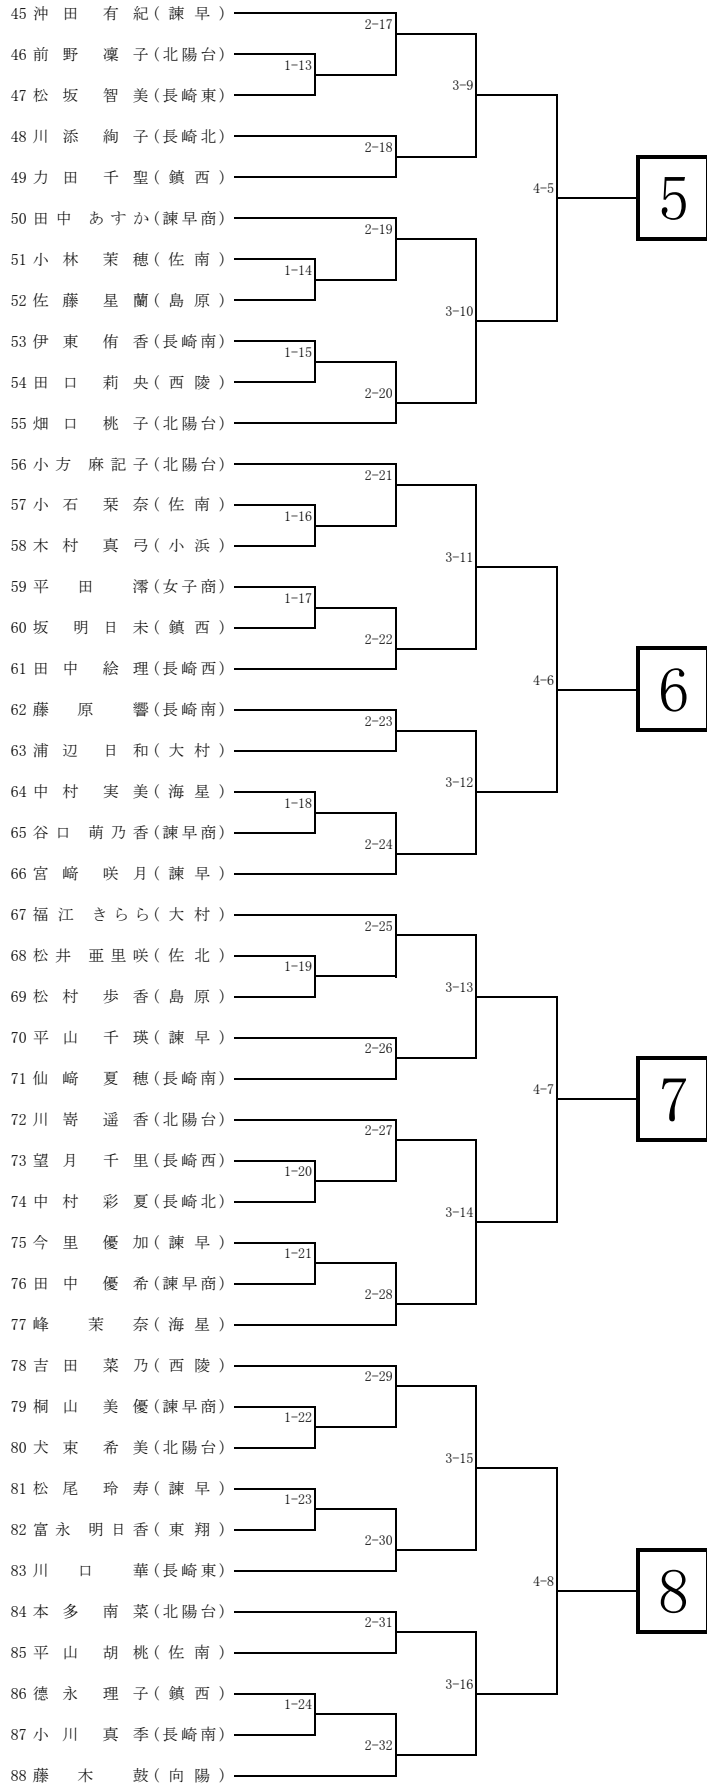 45 沖田 有紀(諫早)
2-17
46 前野 凜子(北陽台)
1-13
3-9
47 松坂 智美(長崎東)
48 川添 絢子(長崎北)
2-18
49 力田 千聖(鎮西)
4-5
5
50 田中 あすか(諫早商)
2-19
51 小林 茉穂(佐南)
1-14
52 佐藤 星蘭(島原)
3-10
53 伊東 侑香(長崎南)
1-15
54 田口 莉央(西陵)
2-20
55 畑口 桃子(北陽台)
56 小方 麻記子(北陽台)
2-21
57 小石 栞奈(佐南)
1-16
58 木村 真弓(小浜)
3-11
59 平田 澪(女子商)
1-17
60 坂 明日未(鎮西)
2-22
61 田中 絵理(長崎西)
4-6
6
62 藤原 響(長崎南)
2-23
63 浦辺 日和(大村)
3-12
64 中村 実美(海星)
1-18
65 谷口 萌乃香(諫早商)
2-24
66 宮﨑 咲月(諫早)
67 福江 きらら(大村)
2-25
68 松井 亜里咲(佐北)
1-19
3-13
69 松村 歩香(島原)
70 平山 千瑛(諫早)
2-26
71 仙﨑 夏穂(長崎南)
4-7
7
72 川嵜 遥香(北陽台)
2-27
73 望月 千里(長崎西)
1-20
74 中村 彩夏(長崎北)
3-14
75 今里 優加(諫早)
1-21
76 田中 優希(諫早商)
2-28
77 峰 茉奈(海星)
78 吉田 菜乃(西陵)
2-29
79 桐山 美優(諫早商)
1-22
80 犬東 希美(北陽台)
3-15
81 松尾 玲寿(諫早)
1-23
82 富永 明日香(東翔)
2-30
83 川口 華(長崎東)
4-8
8
84 本多 南菜(北陽台)
2-31
85 平山 胡桃(佐南)
3-16
86 德永 理子(鎮西)
1-24
87 小川 真季(長崎南)
2-32
88 藤木 鼓(向陽)